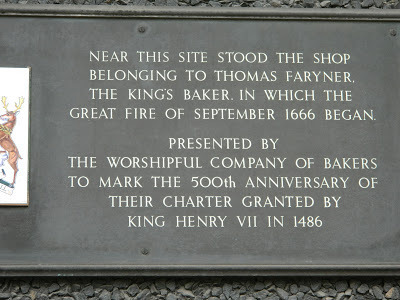 NEAR THIS SITE STOOD THE SHOP
BELONGING TO THOMAS FARYNER,
THE KING'S BAKER, IN WHICH THE
GREAT FIRE OF SEPTEMBER 1666 BEGAN.
PRESENTED BY
THE WORSHIPFUL COMPANY OF BAKERS
TO MARK THE 500th ANNIVERSARY OF
THEIR CHARTER GRANTED BY
KING HENRY VII IN 1486